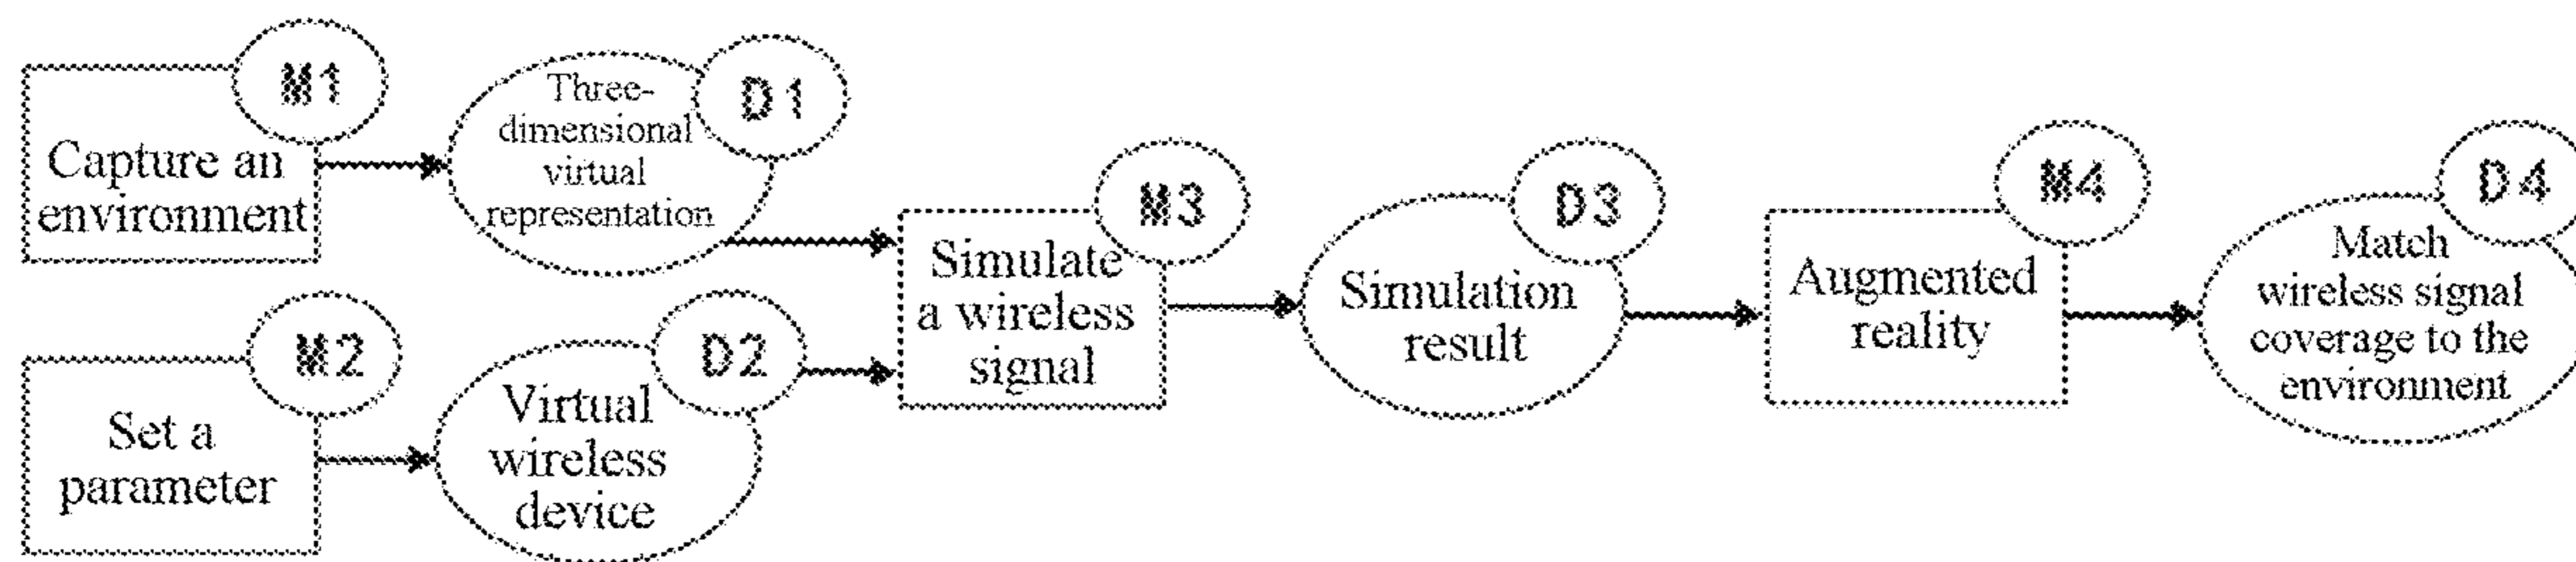 M1
Capture an
environment
D1
Three-
dimensional
virtual
representation
M2
Set a
parameter
D2
Virtual
wireless
device
M3
Simulate
a wireless
signal
D3
Simulation
result
M4
Augmented
reality
D4
Match
wireless signal
coverage to the
environment